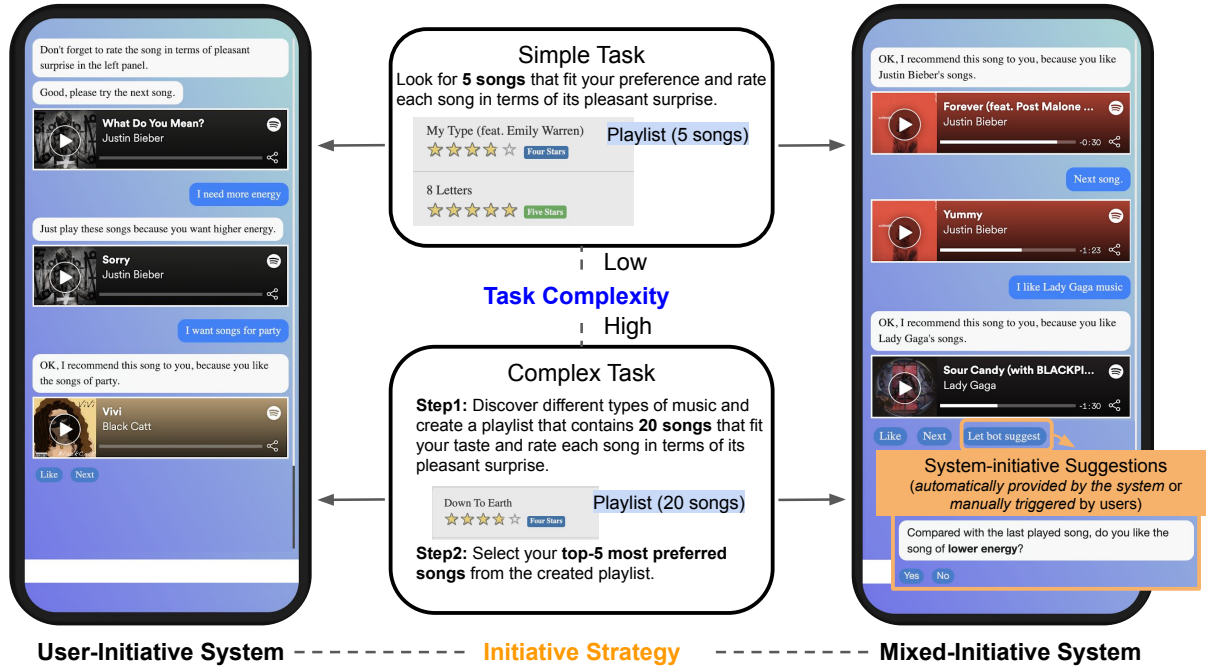 Don't forget to rate the song in terms of pleasant
surprise in the left panel.
Good, please try the next song.
What Do You Mean?
Justin Bieber
I need more energy
Just play these songs because you want higher energy.
Sorry
Justin Bieber
I want songs for party
OK, I recommend this song to you, because you like
the songs of party.
Vivi
Black Catt
Like
Next
User-Initiative System
Simple Task
Look for 5 songs that fit your preference and rate
each song in terms of its pleasant surprise.
My Type (feat. Emily Warren)
Four Stars
Playlist (5 songs)
8 Letters
Five Stars
Low
Task Complexity
High
Complex Task
Step1: Discover different types of music and
create a playlist that contains 20 songs that fit
your taste and rate each song in terms of its
pleasant surprise.
Down To Earth
Four Stars
Playlist (20 songs)
Step2: Select your top-5 most preferred
songs from the created playlist.
Initiative Strategy
OK, I recommend this song to you, because you like
Justin Bieber's songs.
Forever (feat. Post Malone ...
Justin Bieber
-0:30
Next song.
Yummy
Justin Bieber
-1:23
I like Lady Gaga music
OK, I recommend this song to you, because you like
Lady Gaga's songs.
Sour Candy (with BLACKPI...
Lady Gaga
-1:30
Like
Next
Let bot suggest
System-initiative Suggestions
(automatically provided by the system or
manually triggered by users)
Compared with the last played song, do you like the
song of lower energy?
Yes
No
Mixed-Initiative System